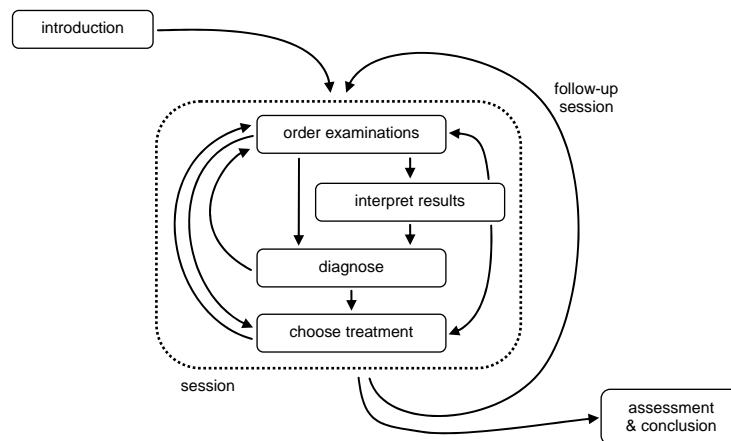 introduction
follow-up
session
order examinations
interpret results
diagnose
choose treatment
session
assessment
& conclusion